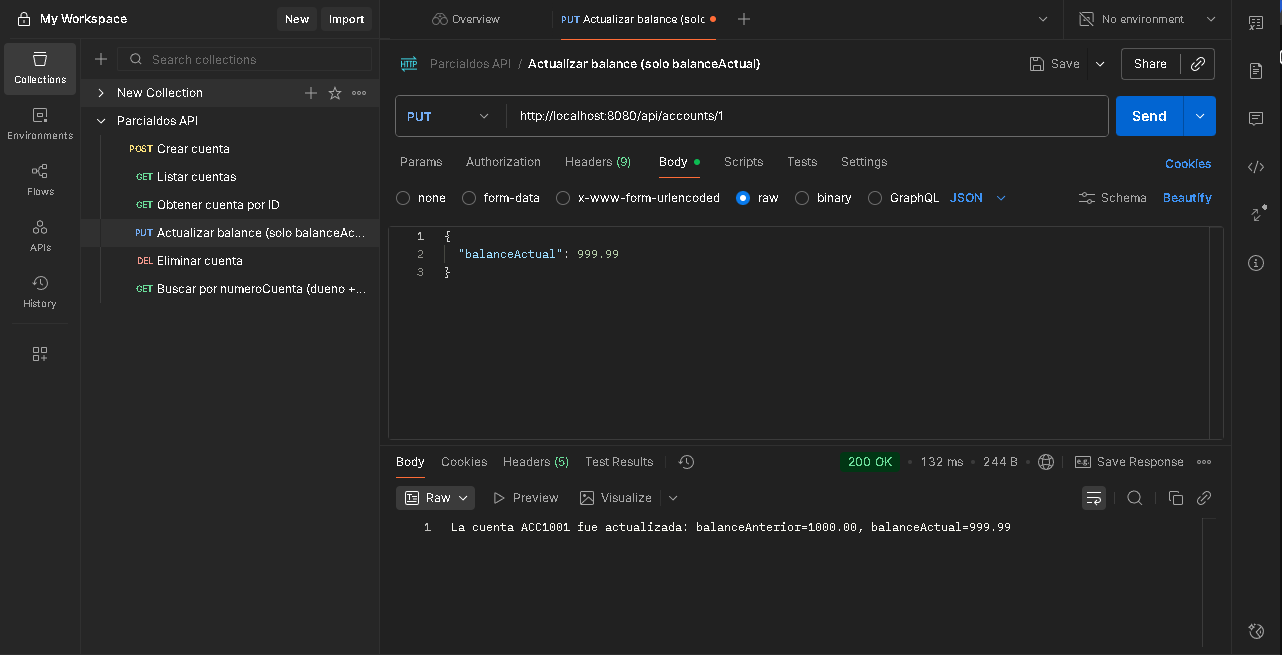 My Workspace
New
Import
Overview
PUT Actualizar balance (solc
No environment
Collections
Environments
Flows
APIs
History
Search collections
New Collection
Parcialdos API
POST Crear cuenta
GET Listar cuentas
GET Obtener cuenta por ID
PUT Actualizar balance (solo balanceAc...
DEL Eliminar cuenta
GET Buscar por numeroCuenta (dueno +...
HTTP Parcialdos API / Actualizar balance (solo balanceActual)
Save
Share
PUT
http://localhost:8080/api/accounts/1
Send
Params Authorization Headers (9) Body Scripts Tests Settings
Cookies
none form-data x-www-form-urlencoded raw binary GraphQL JSON
Schema
Beautify
1 {
2 "balanceActual": 999.99
3 }
Body Cookies Headers (5) Test Results
200 OK • 132 ms • 244 B •
Save Response
Raw Preview Visualize
1 La cuenta ACC1001 fue actualizada: balanceAnterior=1000.00, balanceActual=999.99